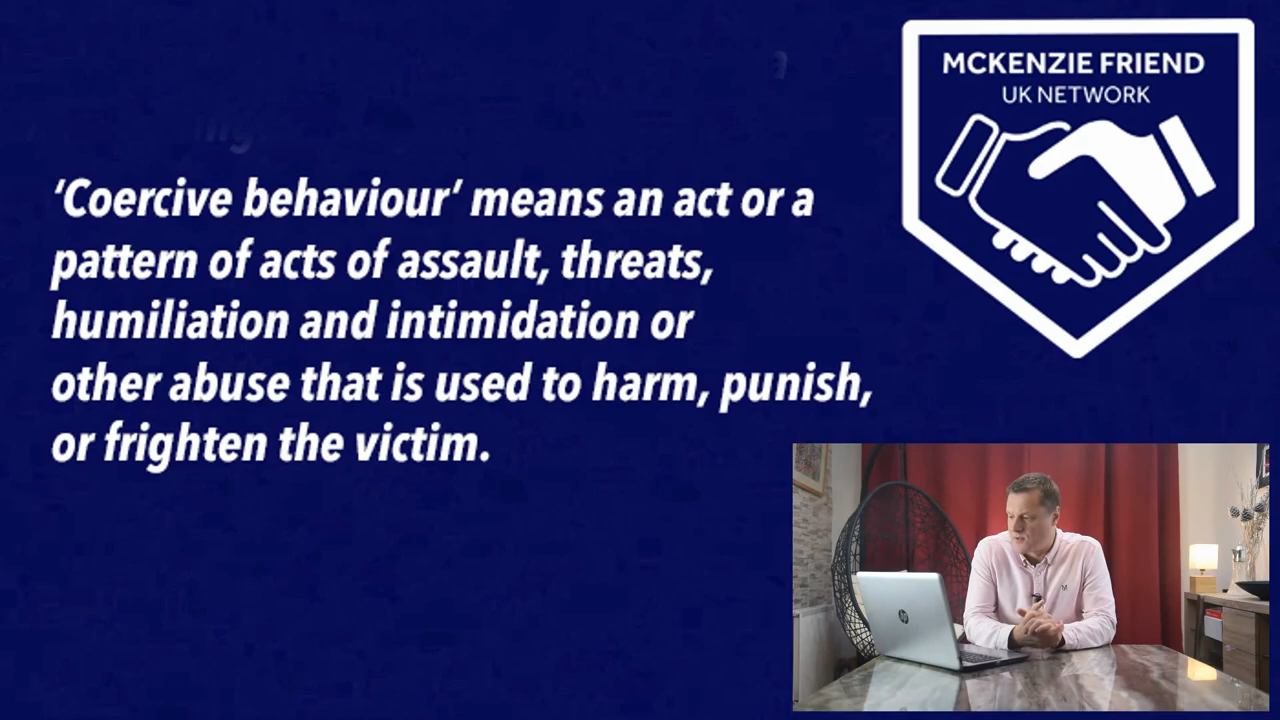 ‘Coercive behaviour’ means an act or a
pattern of acts of assault, threats,
humiliation and intimidation or
other abuse that is used to harm, punish,
or frighten the victim.
MCKENZIE FRIEND
UK NETWORK
hp